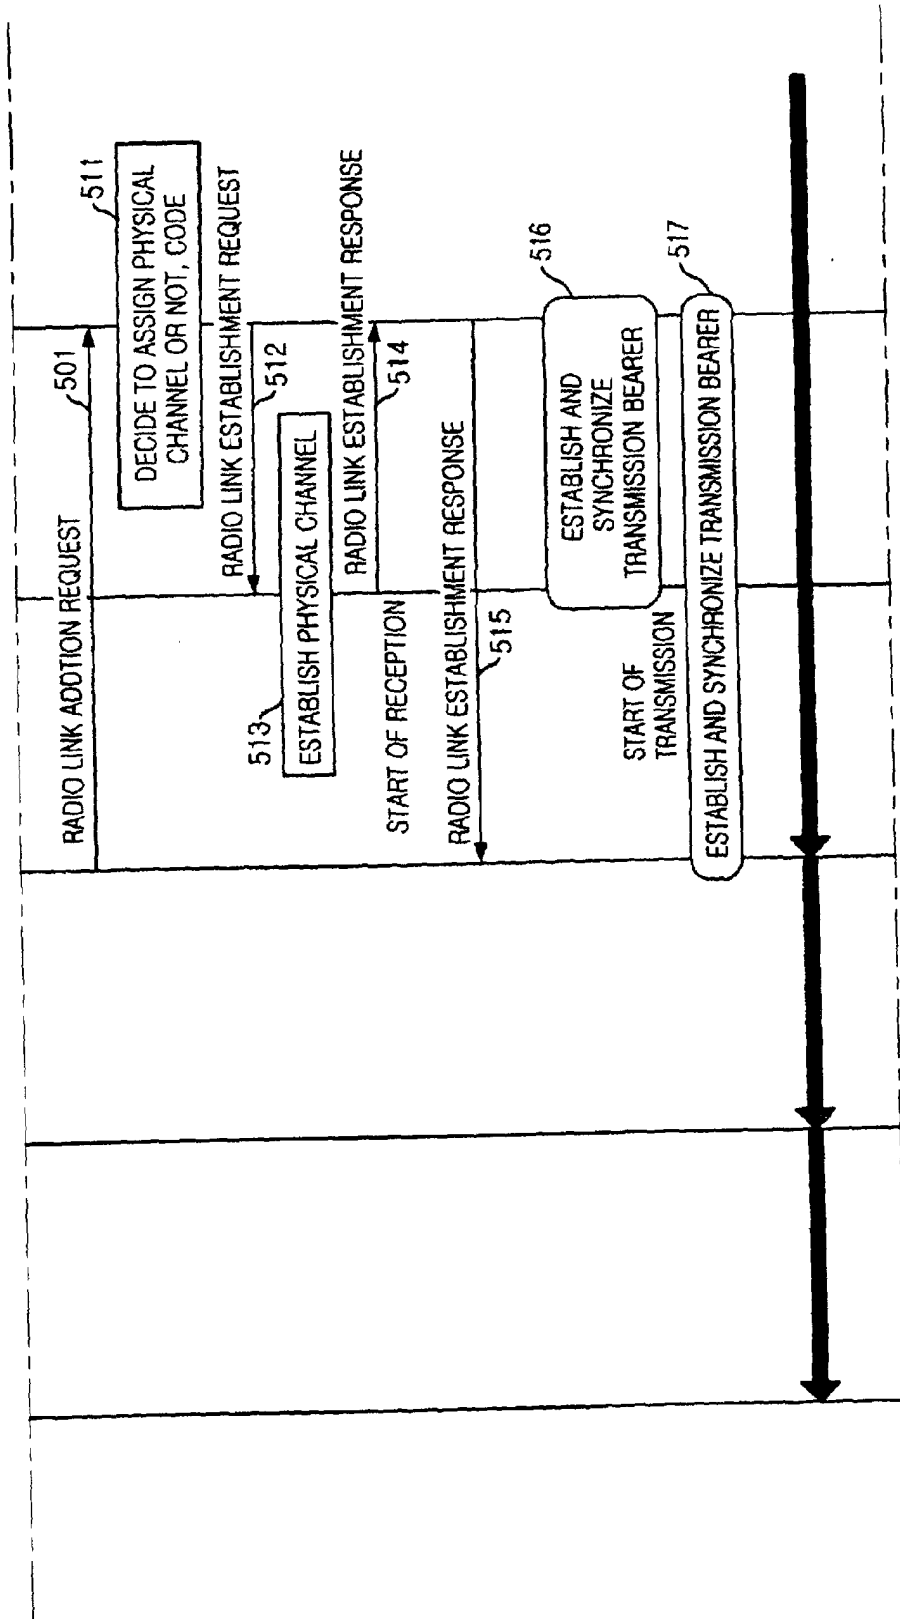 RADIO LINK ADDTION REQUEST
501
511
DECIDE TO ASSIGN PHYSICAL
CHANNEL OR NOT, CODE
RADIO LINK ESTABLISHMENT REQUEST
512
513
ESTABLISH PHYSICAL CHANNEL
RADIO LINK ESTABLISHMENT RESPONSE
514
START OF RECEPTION
RADIO LINK ESTABLISHMENT RESPONSE
515
516
ESTABLISH AND
SYNCHRONIZE
TRANSMISSION BEARER
START OF
TRANSMISSION
517
ESTABLISH AND SYNCHRONIZE TRANSMISSION BEARER